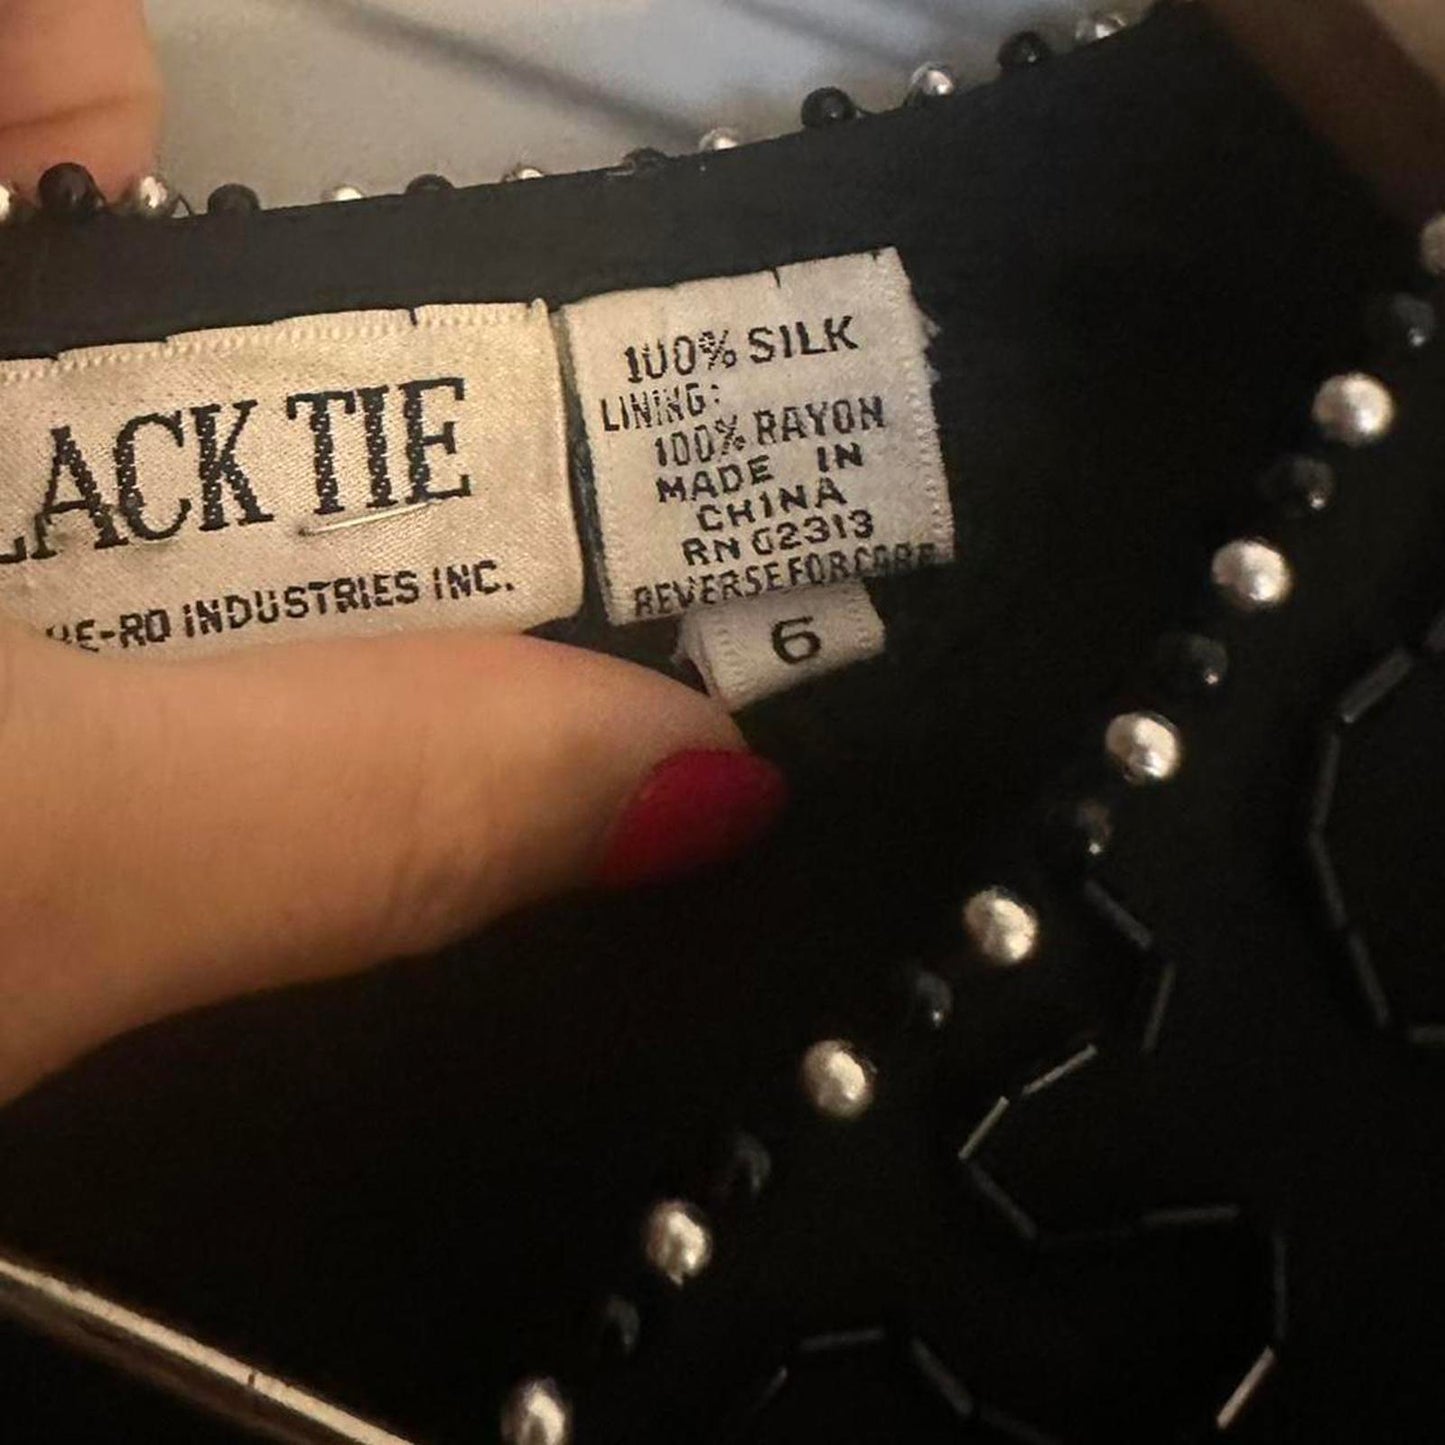 LACK TIE
HE-RO INDUSTRIES INC.
100% SILK
LINING:
100% RAYON
MADE IN
CHINA
RN 62313
REVERSE FOR CARE
6